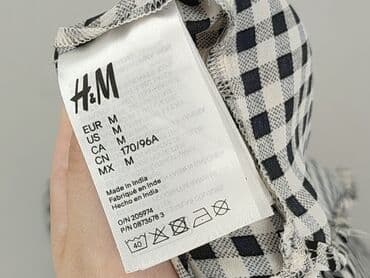 H&M
EUR M
US M
CA M
CN 170/96A
MX M
Made in India
Fabriqué en Inde
Hecho en India
O/N 205974
P/N 0873678 3
40